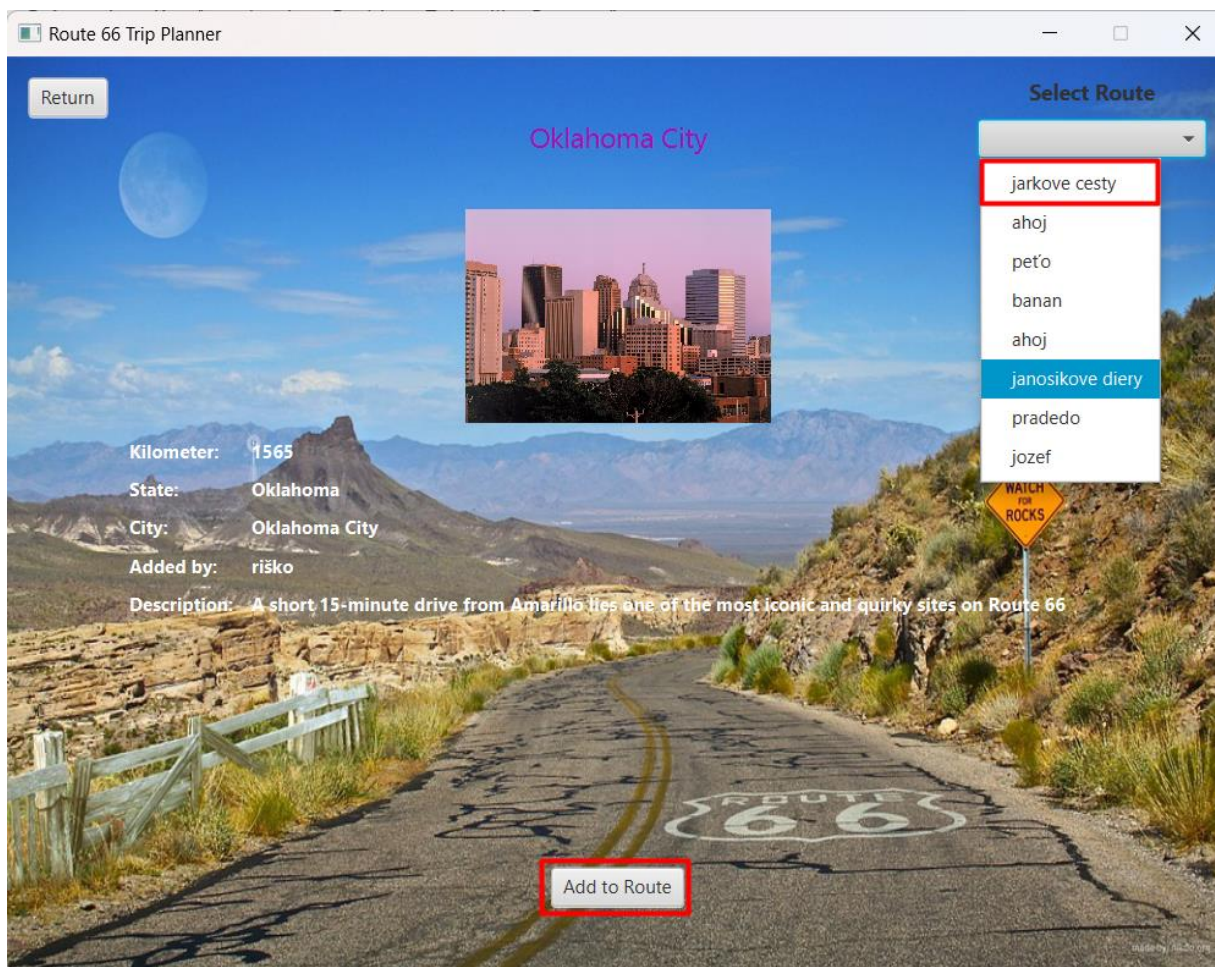 Route 66 Trip Planner
Return
Select Route
Oklahoma City
jarkove cesty
ahoj
peťo
banan
ahoj
janosikove diery
pradedo
jozef
Kilometer: 1565
State: Oklahoma
City: Oklahoma City
Added by: riško
Description: A short 15-minute drive from Amarillo lies one of the most iconic and quirky sites on Route 66
WATCH
FOR
ROCKS
ROUTE
66
Add to Route